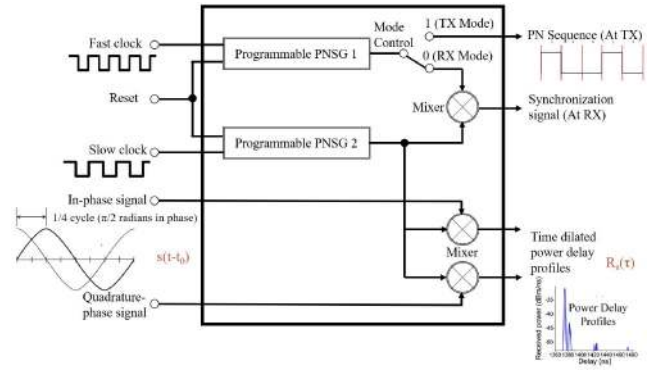 Fast clock
Reset
Slow clock
In-phase signal
1/4 cycle (π/2 radians in phase)
s(t-t₀)
Quadrature-
phase signal
Programmable PNSG 1
Programmable PNSG 2
Mode
Control
1 (TX Mode)
0 (RX Mode)
Mixer
Mixer
PN Sequence (At TX)
Synchronization
signal (At RX)
Time dilated
power delay
profiles
Rₛ(τ)
Power Delay
Profiles
Received power (dBm/ns)
Delay [ns]